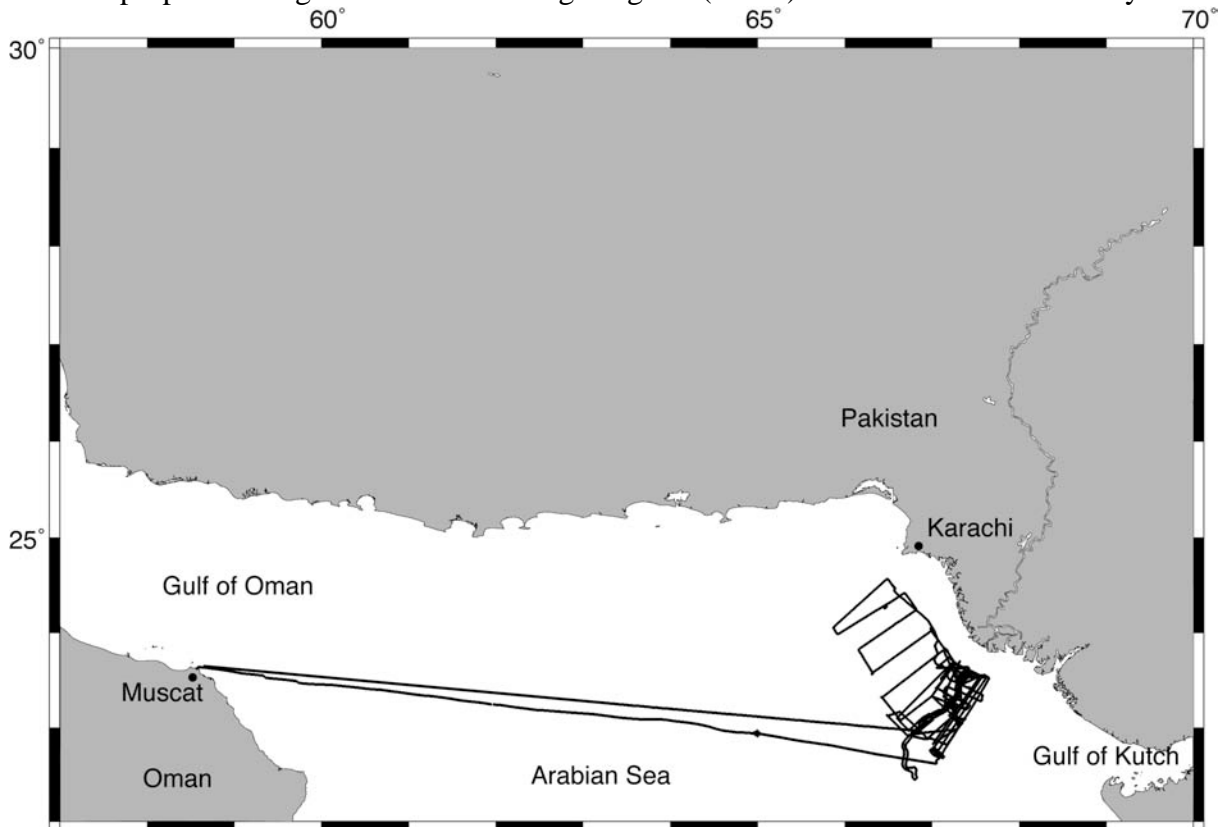 60° 65° 70°
30°
Pakistan
Karachi
25°
Gulf of Oman
Muscat
Gulf of Kutch
Oman
Arabian Sea